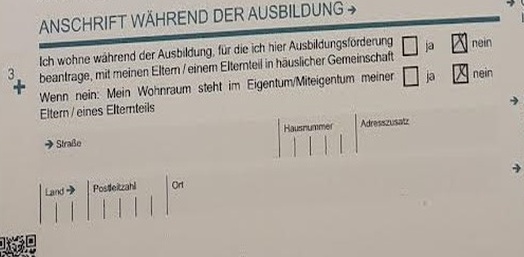 ANSCHRIFT WÄHREND DER AUSBILDUNG →
Ich wohne während der Ausbildung, für die ich hier Ausbildungsförderung
beantrage, mit meinen Eltern / einem Elternteil in häuslicher Gemeinschaft
ja
X nein
3
Wenn nein: Mein Wohnraum steht im Eigentum/Miteigentum meiner
Eltern / eines Elternteils
ja
X nein
→ Straße
Hausnummer
Adresszusatz
Land →
Postleitzahl
Ort